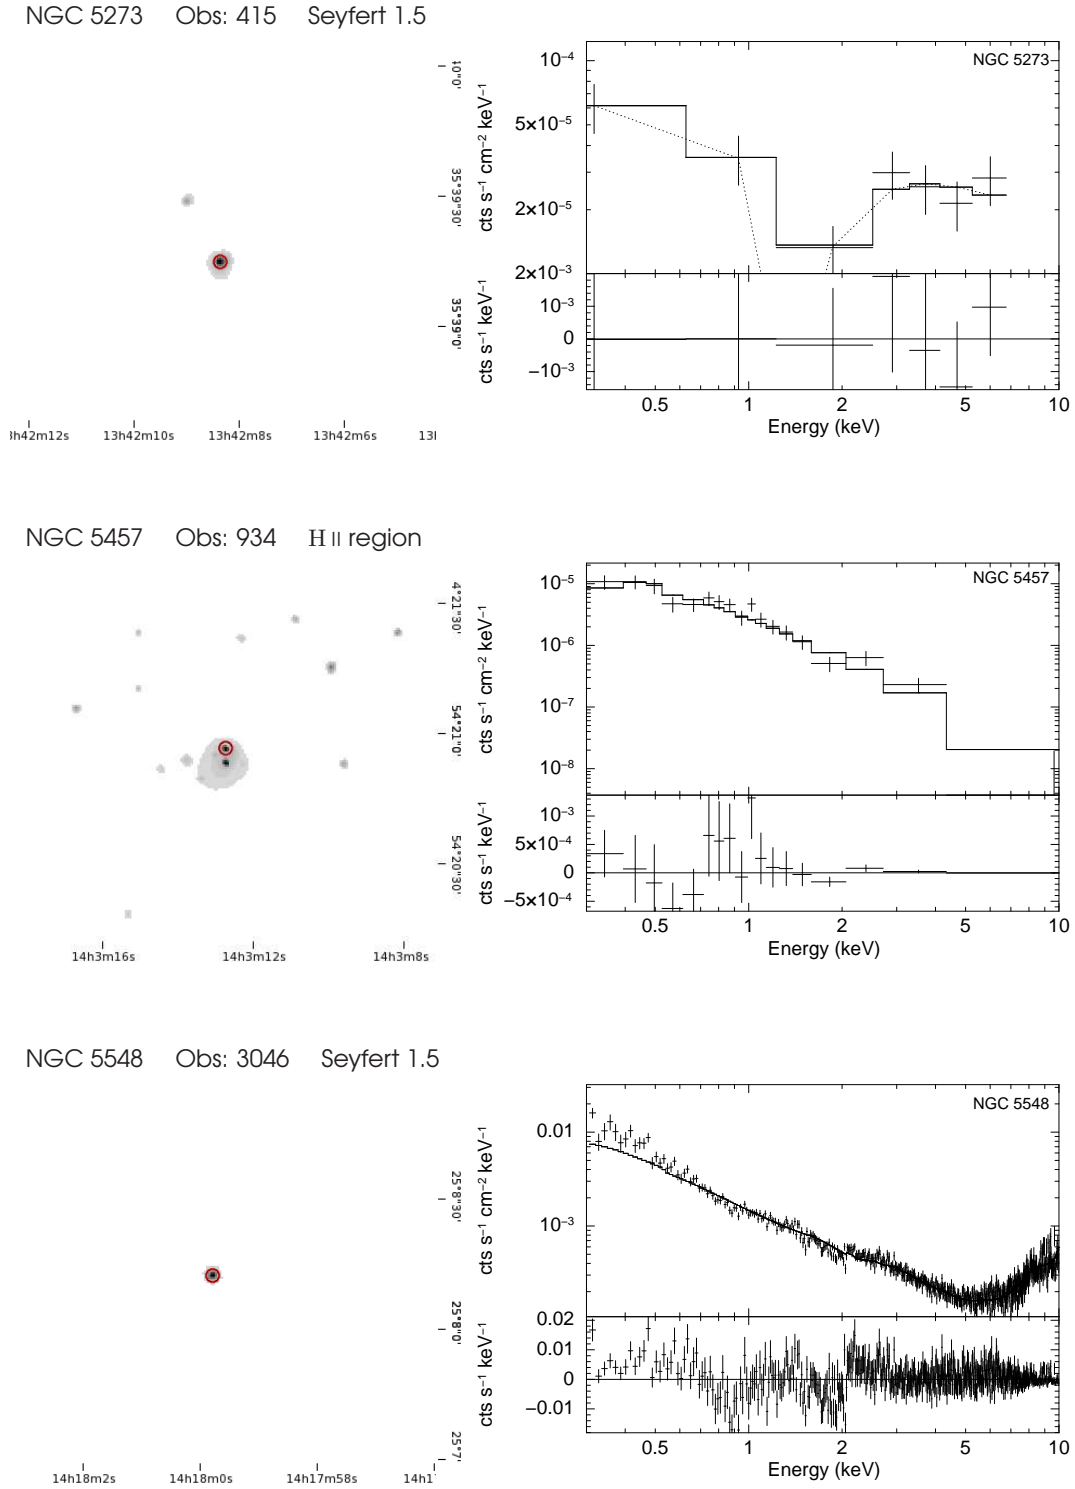 NGC 5273 Obs: 415 Seyfert 1.5
10"0'
35°39"30'
35°39"0'
13h42m12s 13h42m10s 13h42m8s 13h42m6s
NGC 5273
10⁻⁴
5×10⁻⁵
2×10⁻⁵
cts s⁻¹ cm⁻² keV⁻¹
2×10⁻³
10⁻³
0
−10⁻³
cts s⁻¹ keV⁻¹
0.5 1 2 5 10
Energy (keV)
NGC 5457 Obs: 934 H II region
4°21"30'
54°21"0'
54°20"30'
14h3m16s 14h3m12s 14h3m8s
NGC 5457
10⁻⁵
10⁻⁶
10⁻⁷
10⁻⁸
cts s⁻¹ cm⁻² keV⁻¹
10⁻³
5×10⁻⁴
0
−5×10⁻⁴
cts s⁻¹ keV⁻¹
0.5 1 2 5 10
Energy (keV)
NGC 5548 Obs: 3046 Seyfert 1.5
25°8"30'
25°8"0'
25°7"
14h18m2s 14h18m0s 14h17m58s 14h1
NGC 5548
0.01
10⁻³
cts s⁻¹ cm⁻² keV⁻¹
0.02
0.01
0
−0.01
cts s⁻¹ keV⁻¹
0.5 1 2 5 10
Energy (keV)